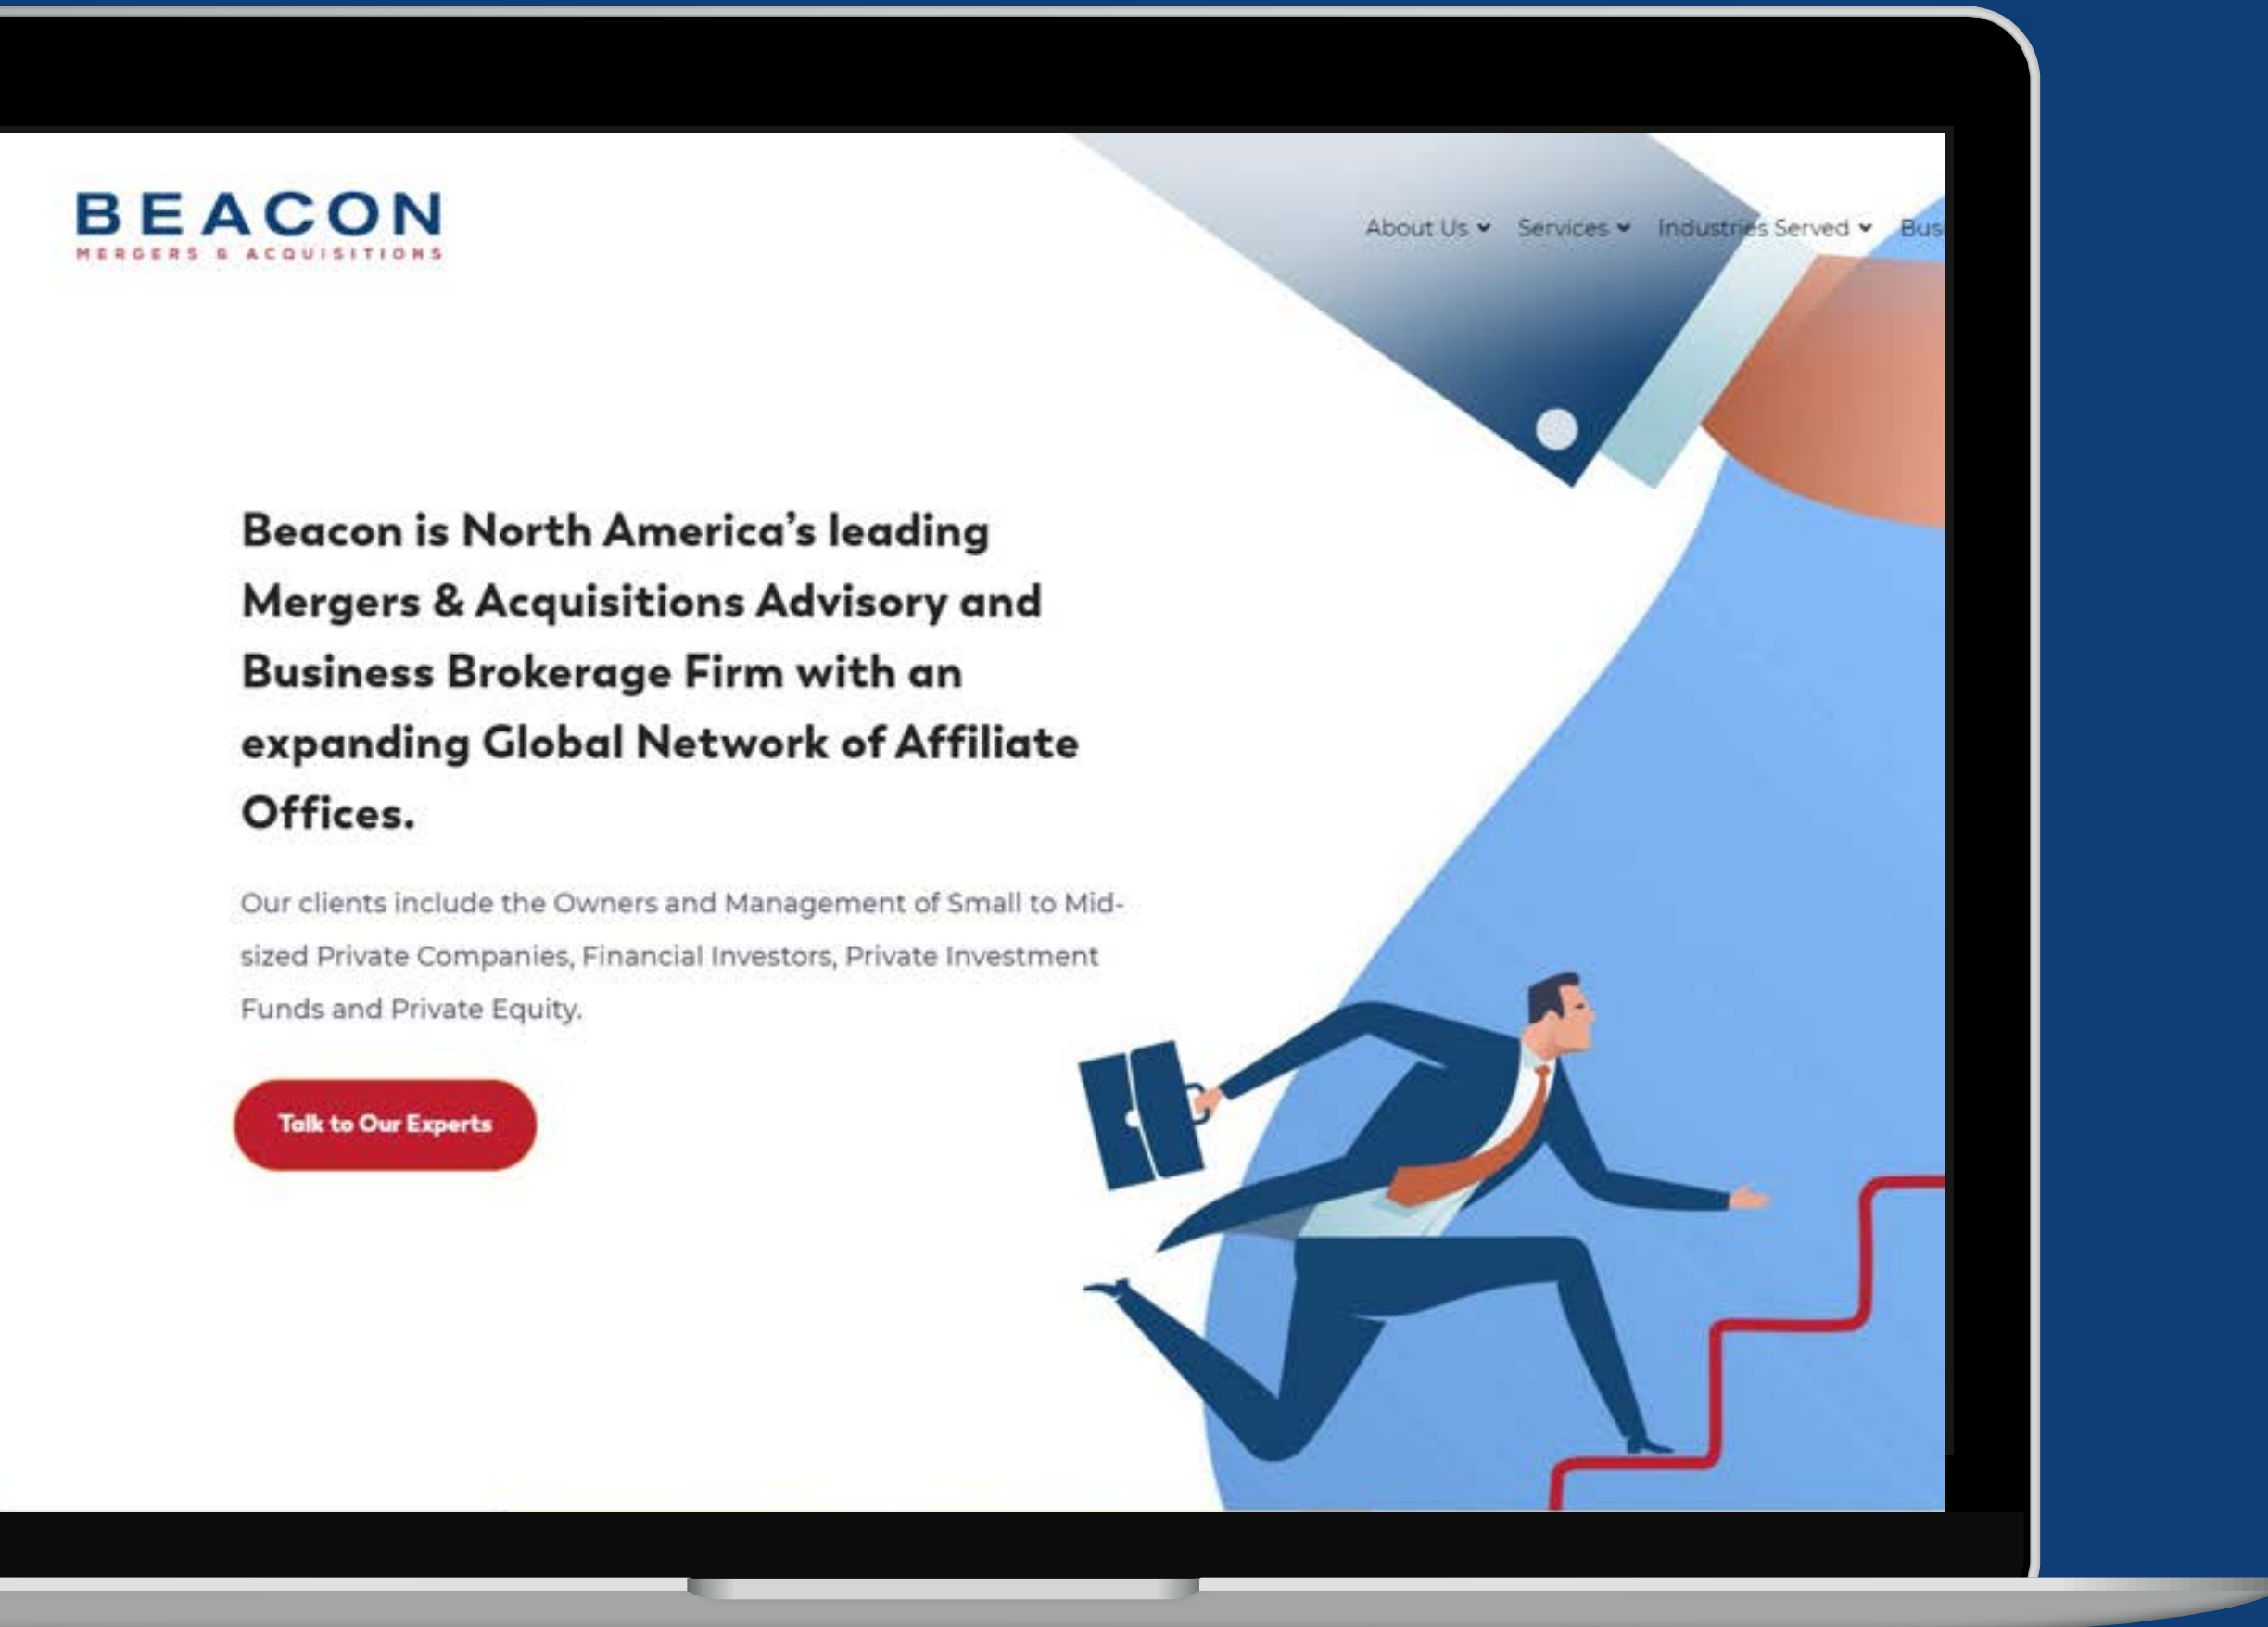 BEACON
MERGERS & ACQUISITIONS
About Us Services Industries Served Busi
Beacon is North America’s leading
Mergers & Acquisitions Advisory and
Business Brokerage Firm with an
expanding Global Network of Affiliate
Offices.
Our clients include the Owners and Management of Small to Mid-
sized Private Companies, Financial Investors, Private Investment
Funds and Private Equity.
Talk to Our Experts